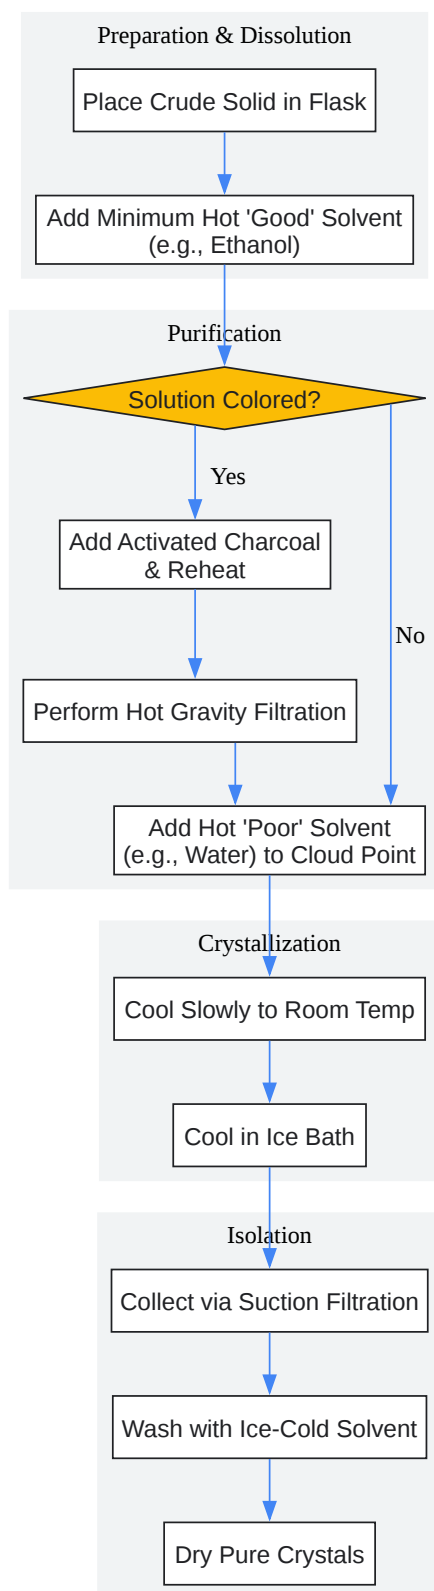 Preparation & Dissolution
Place Crude Solid in Flask
Add Minimum Hot 'Good' Solvent
(e.g., Ethanol)
Purification
Solution Colored?
Yes
Add Activated Charcoal
& Reheat
No
Perform Hot Gravity Filtration
Add Hot 'Poor' Solvent
(e.g., Water) to Cloud Point
Crystallization
Cool Slowly to Room Temp
Cool in Ice Bath
Isolation
Collect via Suction Filtration
Wash with Ice-Cold Solvent
Dry Pure Crystals